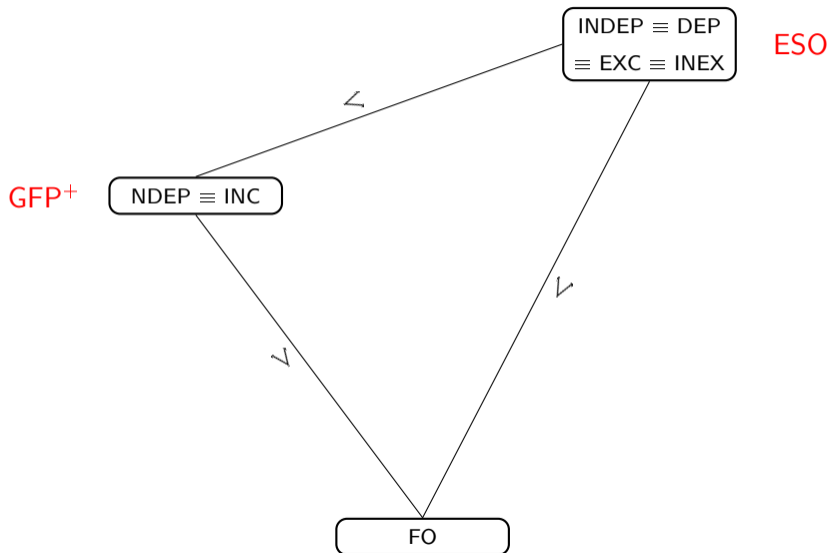 INDEP ≡ DEP
≡ EXC ≡ INEX
ESO
<
GFP⁺
NDEP ≡ INC
<
<
FO